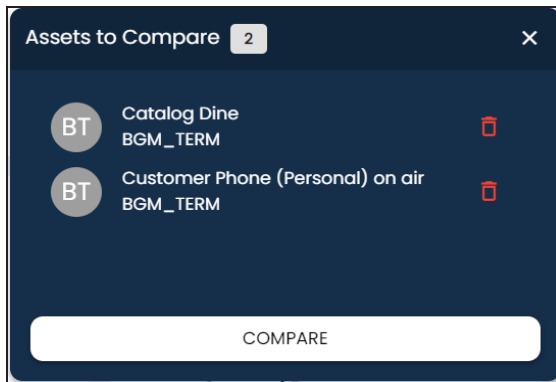 Assets to Compare 2
BT
Catalog Dine
BGM_TERM
BT
Customer Phone (Personal) on air
BGM_TERM
COMPARE